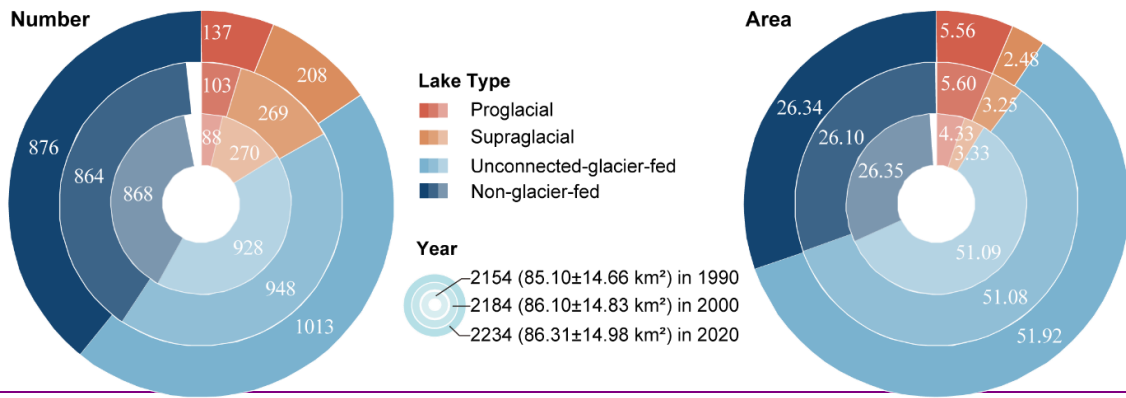 Number
137
208
103
269
88
270
876
864
868
928
948
1013
Lake Type
Proglacial
Supraglacial
Unconnected-glacier-fed
Non-glacier-fed
Year
2154 (85.10±14.66 km²) in 1990
2184 (86.10±14.83 km²) in 2000
2234 (86.31±14.98 km²) in 2020
Area
5.56
2.48
5.60
3.25
4.33
3.33
26.34
26.10
26.35
51.09
51.08
51.92